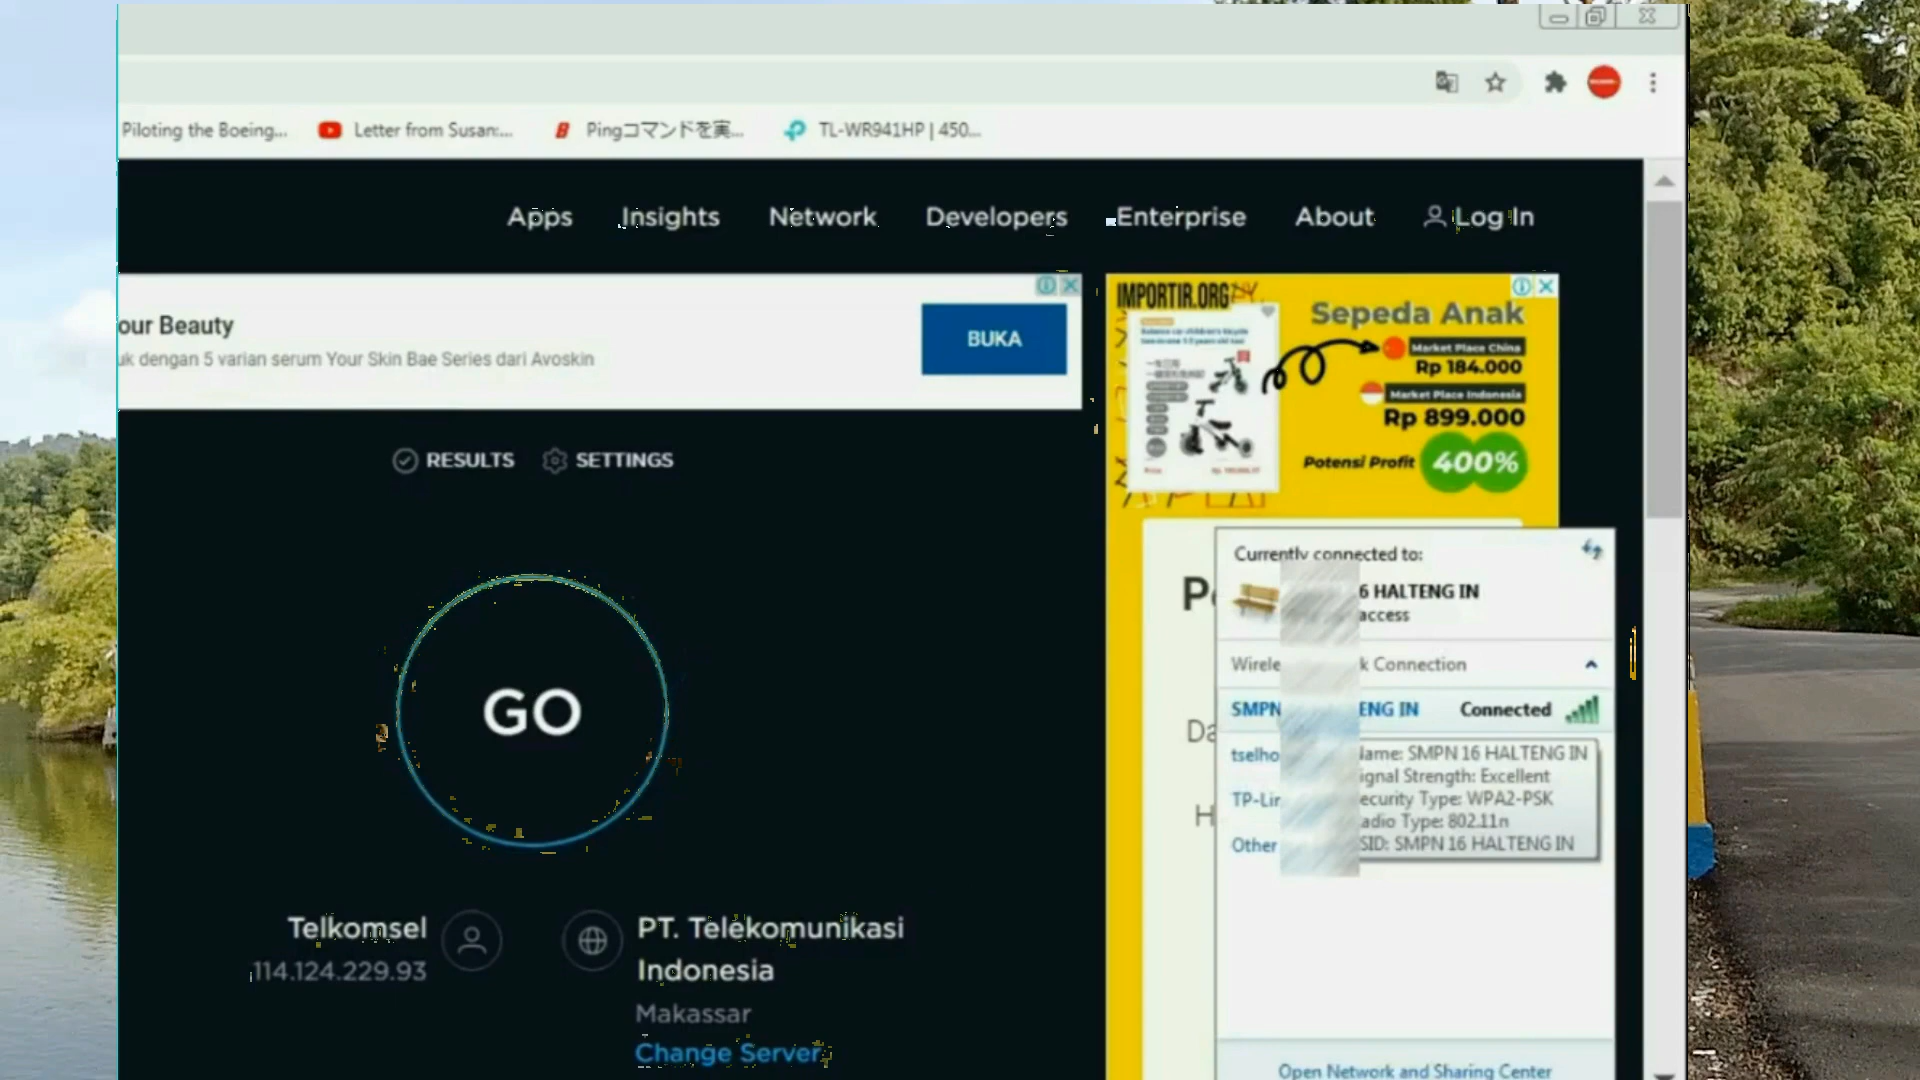 Piloting the Boeing...
Letter from Susan:...
Pingコマンドを実...
TL-WR941HP | 450...
Apps
Insights
Network
Developers
Enterprise
About
Log In
our Beauty
uk dengan 5 varian serum Your Skin Bae Series dari Avoskin
BUKA
IMPORTIR.ORG
Sepeda Anak
Market Place China
Rp 184.000
Market Place Indonesia
Rp 899.000
Potensi Profit
400%
RESULTS
SETTINGS
GO
Telkomsel
114.124.229.93
PT. Telekomunikasi
Indonesia
Makassar
Change Server
Currently connected to:
6 HALTENG IN
access
Wirele k Connection
SMPN ENG IN Connected
tselho
TP-Lin
Other
ame: SMPN 16 HALTENG IN
ignal Strength: Excellent
ecurity Type: WPA2-PSK
adio Type: 802.11n
SID: SMPN 16 HALTENG IN
Open Network and Sharing Center